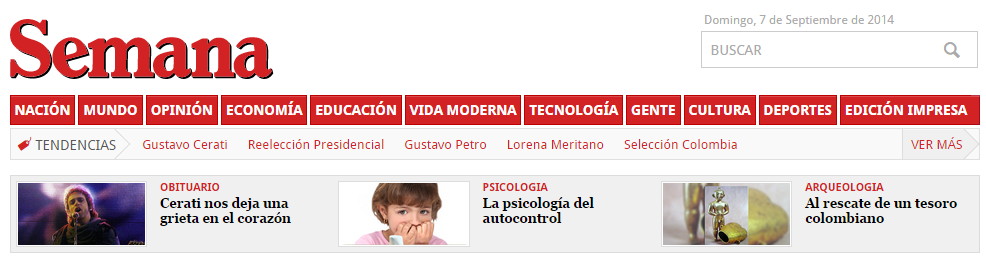 Semana
Domingo, 7 de Septiembre de 2014
BUSCAR
NACIÓN MUNDO OPINIÓN ECONOMÍA EDUCACIÓN VIDA MODERNA TECNOLOGÍA GENTE CULTURA DEPORTES EDICIÓN IMPRESA
TENDENCIAS Gustavo Cerati Reelección Presidencial Gustavo Petro Lorena Meritano Selección Colombia VER MÁS
OBITUARIO
Cerati nos deja una
grieta en el corazón
PSICOLOGIA
La psicología del
autocontrol
ARQUEOLOGIA
Al rescate de un tesoro
colombiano